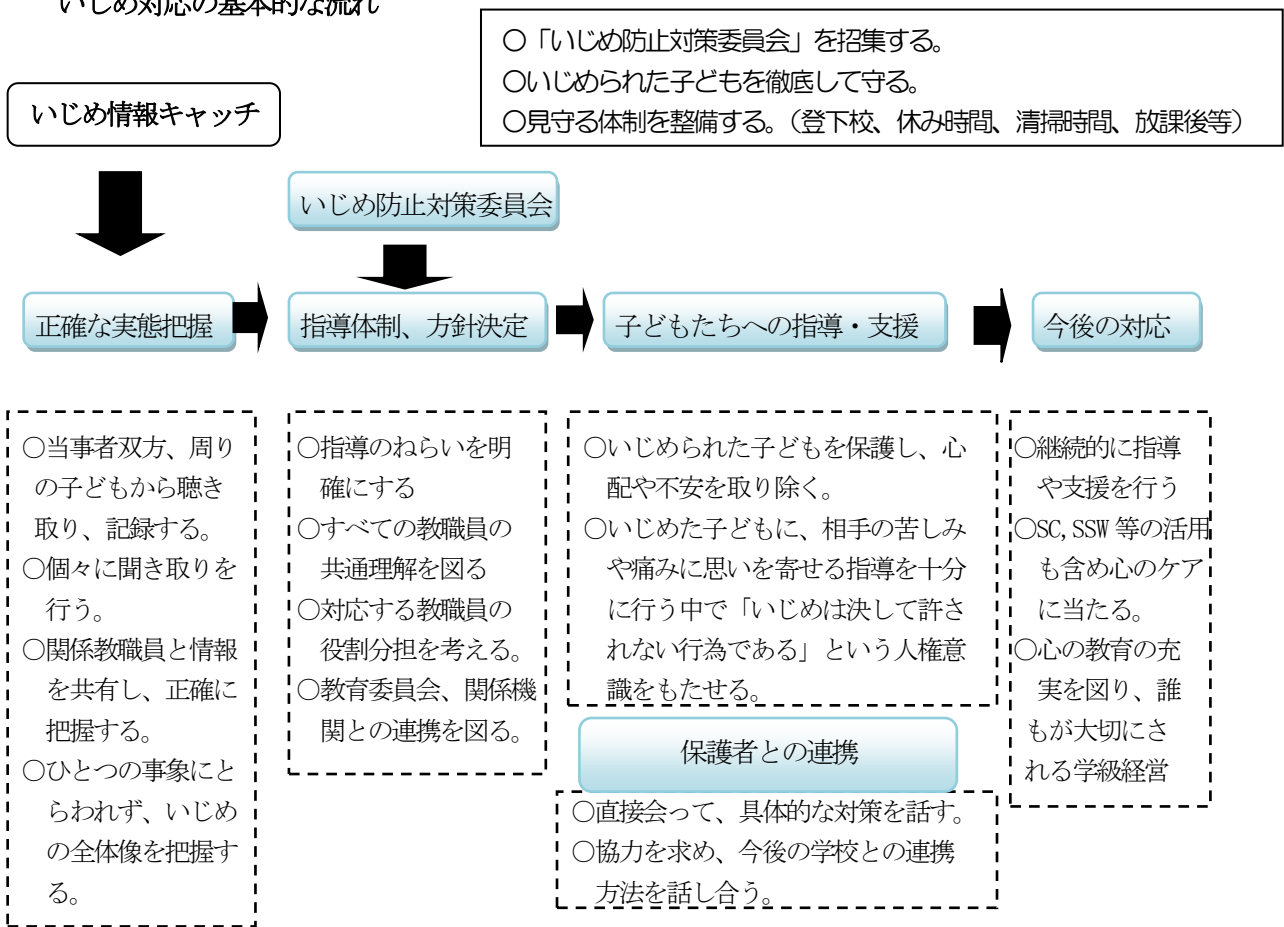 いじめ対応の基本的な流れ
○「いじめ防止対策委員会」を招集する。
○いじめられた子どもを徹底して守る。
○見守る体制を整備する。（登下校、休み時間、清掃時間、放課後等）
いじめ情報キャッチ
いじめ防止対策委員会
正確な実態把握
指導体制、方針決定
子どもたちへの指導・支援
今後の対応
○当事者双方、周り
の子どもから聴き
取り、記録する。
○個々に聞き取りを
行う。
○関係教職員と情報
を共有し、正確に
把握する。
○ひとつの事象にと
らわれず、いじめ
の全体像を把握す
る。
○指導のねらいを明
確にする
○すべての教職員の
共通理解を図る
○対応する教職員の
役割分担を考える。
○教育委員会、関係機
関との連携を図る。
○いじめられた子どもを保護し、心
配や不安を取り除く。
○いじめた子どもに、相手の苦しみ
や痛みに思いを寄せる指導を十分
に行う中で「いじめは決して許さ
れない行為である」という人権意
識をもたせる。
保護者との連携
○直接会って、具体的な対策を話す。
○協力を求め、今後の学校との連携
方法を話し合う。
○継続的に指導
や支援を行う
○SC,SSW 等の活用
も含め心のケア
に当たる。
○心の教育の充
実を図り、誰
もが大切にさ
れる学級経営